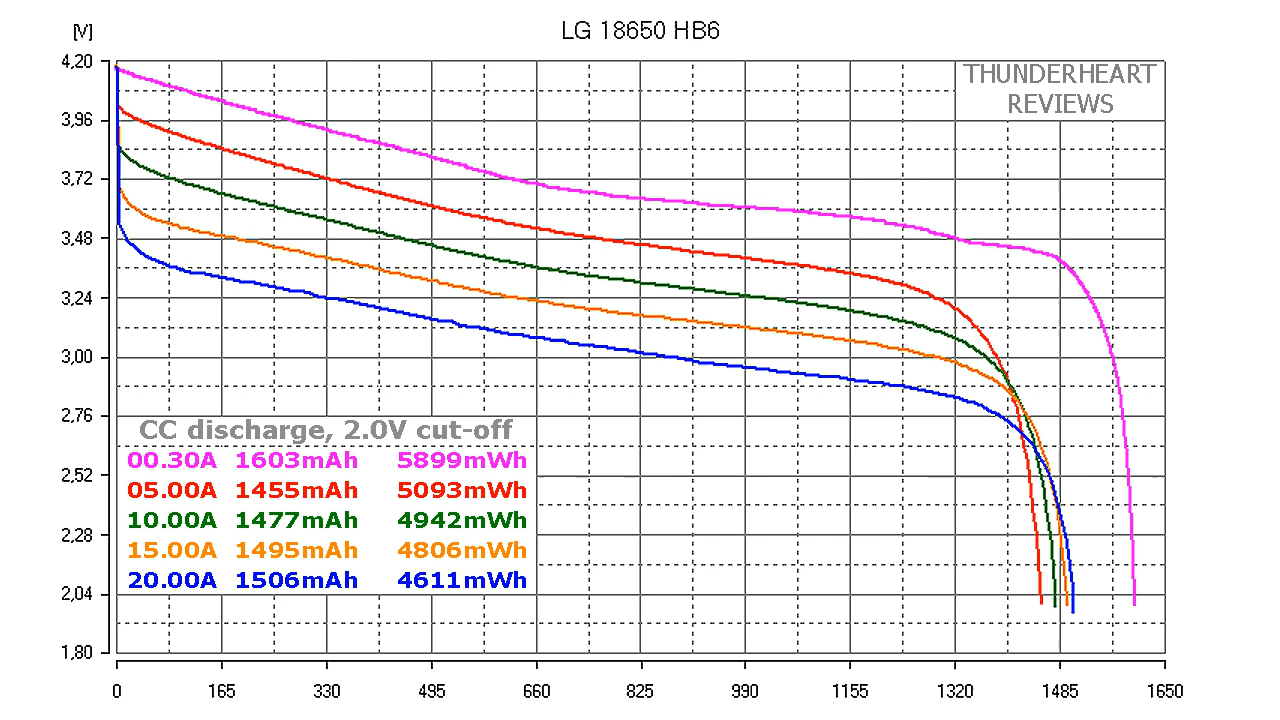 LG 18650 HB6
[V]
THUNDERHEART
REVIEWS
4,20
3,96
3,72
3,48
3,24
3,00
2,76
2,52
2,28
2,04
1,80
CC discharge, 2.0V cut-off
00.30A 1603mAh 5899mWh
05.00A 1455mAh 5093mWh
10.00A 1477mAh 4942mWh
15.00A 1495mAh 4806mWh
20.00A 1506mAh 4611mWh
0 165 330 495 660 825 990 1155 1320 1485 1650